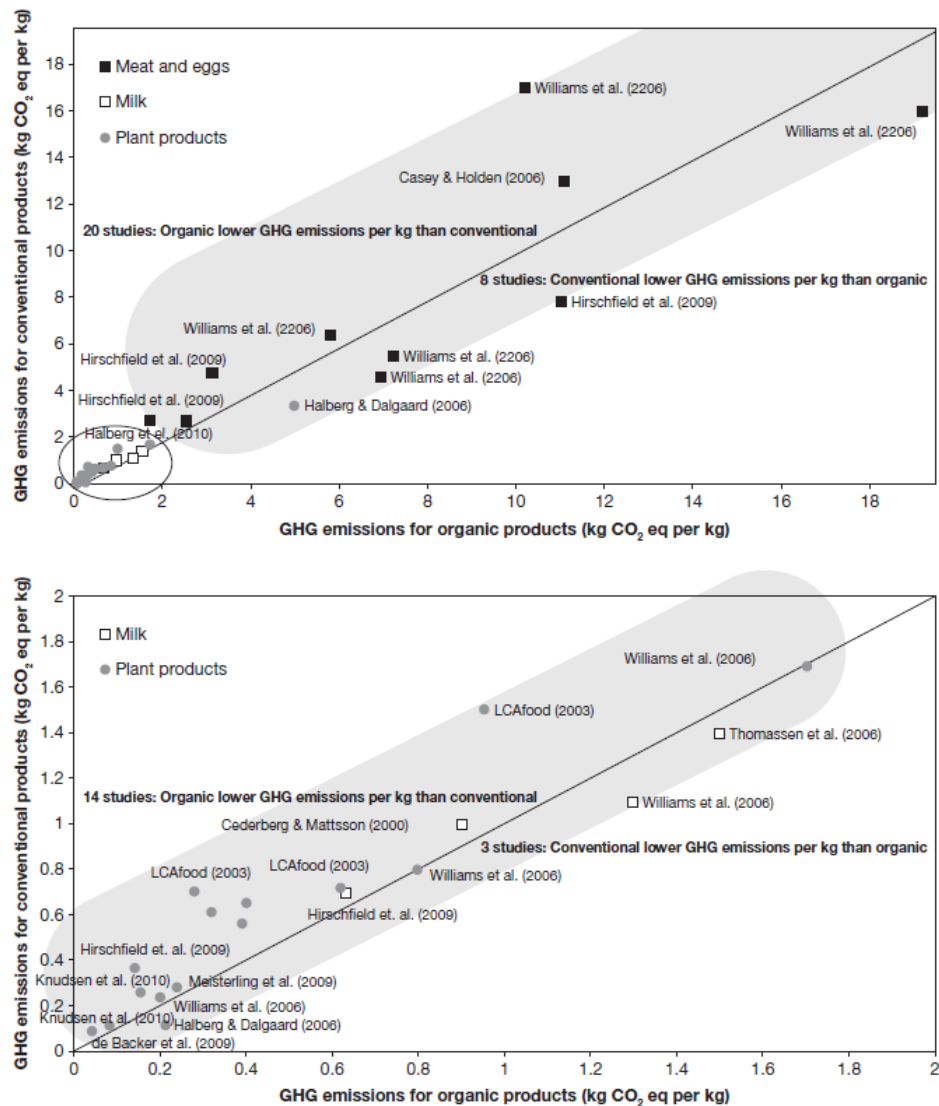 GHG emissions for conventional products (kg CO2 eq per kg)
18
16
14
12
10
8
6
4
2
0
Meat and eggs
Milk
Plant products
Williams et al. (2206)
Williams et al. (2206)
Casey & Holden (2006)
20 studies: Organic lower GHG emissions per kg than conventional
8 studies: Conventional lower GHG emissions per kg than organic
Hirschfield et al. (2009)
Williams et al. (2206)
Hirschfield et al. (2009)
Williams et al. (2206)
Williams et al. (2206)
Hirschfield et al. (2009)
Halberg & Dalgaard (2006)
Halberg et el. (2010)
0 2 4 6 8 10 12 14 16 18
GHG emissions for organic products (kg CO2 eq per kg)
GHG emissions for conventional products (kg CO2 eq per kg)
2
1.8
1.6
1.4
1.2
1
0.8
0.6
0.4
0.2
0
Milk
Plant products
Williams et al. (2006)
LCAfood (2003)
Thomassen et al. (2006)
14 studies: Organic lower GHG emissions per kg than conventional
Williams et al. (2006)
Cederberg & Mattsson (2000)
3 studies: Conventional lower GHG emissions per kg than organic
LCAfood (2003)
LCAfood (2003)
Williams et al. (2006)
Hirschfield et. al. (2009)
Hirschfield et. al. (2009)
Knudsen et al. (2010)
Meisterling et al. (2009)
Williams et al. (2006)
Knudsen et al. (2010)
Halberg & Dalgaard (2006)
de Backer et al. (2009)
0 0.2 0.4 0.6 0.8 1 1.2 1.4 1.6 1.8 2
GHG emissions for organic products (kg CO2 eq per kg)